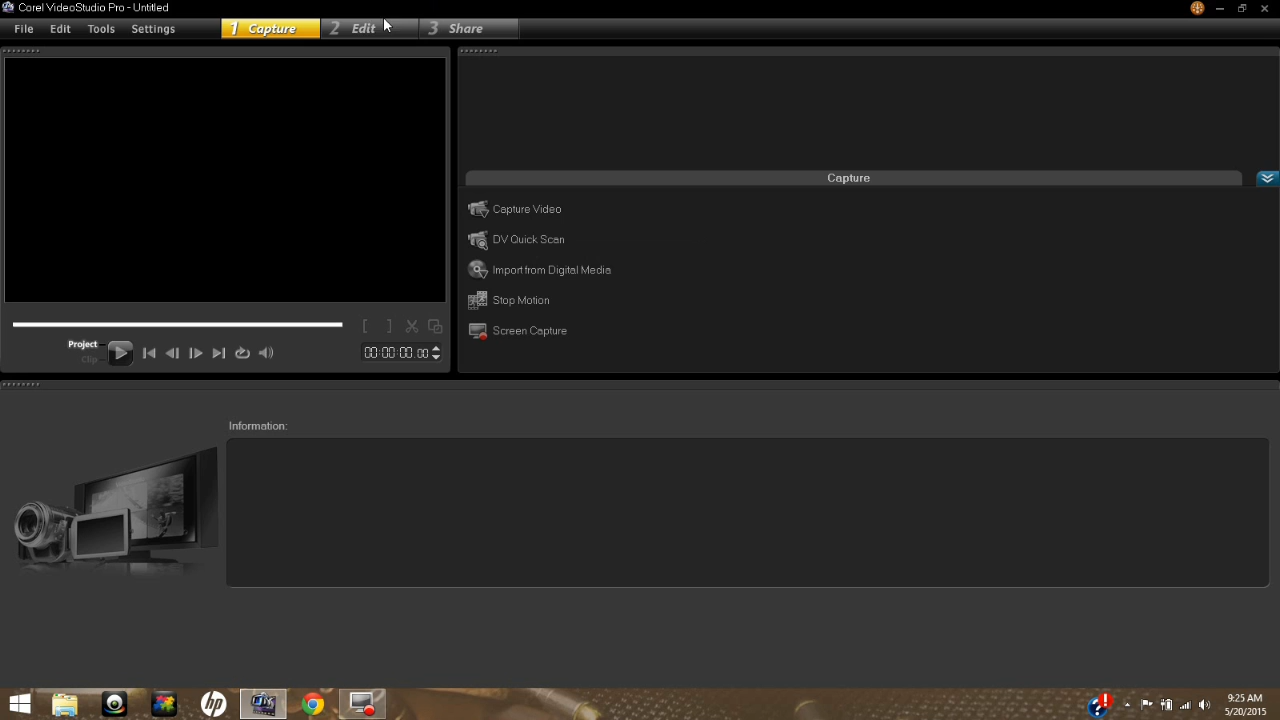 Corel VideoStudio Pro - Untitled
File Edit Tools Settings 1 Capture 2 Edit 3 Share
Capture
Capture Video
DV Quick Scan
Import from Digital Media
Stop Motion
Screen Capture
Project
Clip
00:00:00.00
Information:
hp
9:25 AM
5/20/2015